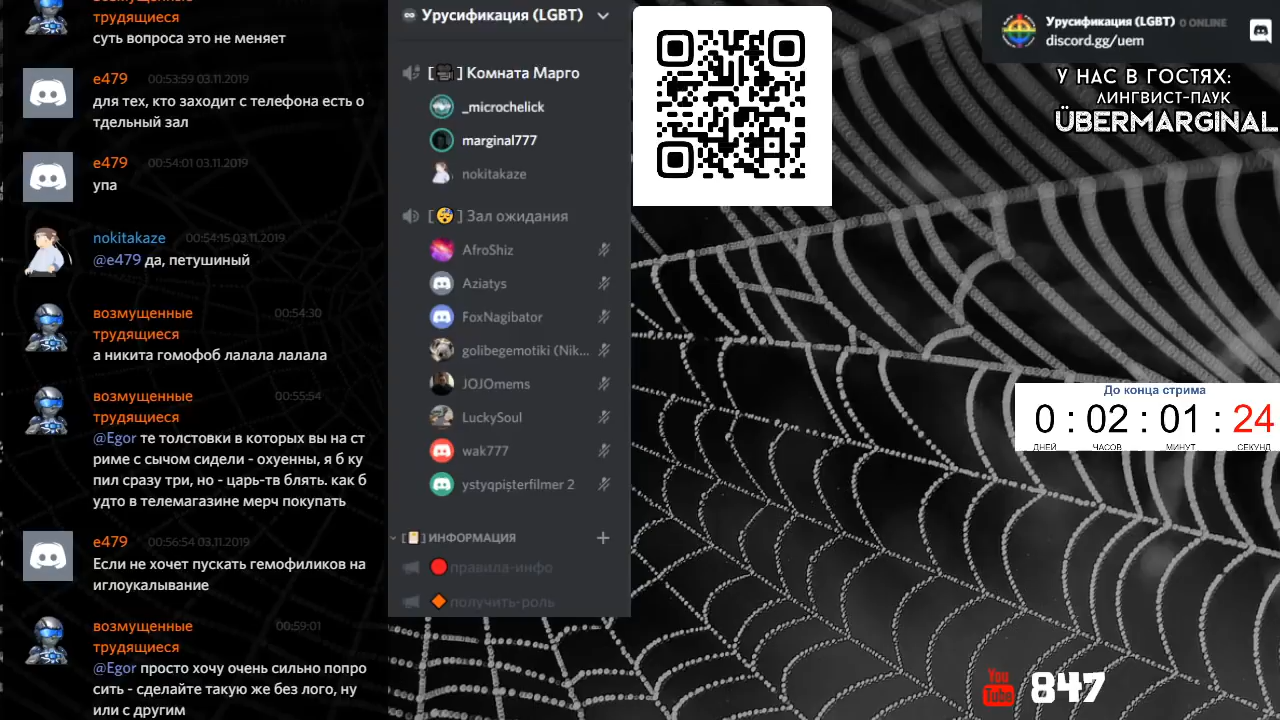 возмущенные
трудящиеся
суть вопроса это не меняет
e479 00:53:59 03.11.2019
для тех, кто заходит с телефона есть о
тдельный зал
e479 00:54:01 03.11.2019
упа
nokitakaze 00:54:15 03.11.2019
@e479 да, петушиный
возмущенные 00:54:30
трудящиеся
а никита гомофоб лалала лалала
возмущенные 00:55:54
трудящиеся
@Egor те толстовки в которых вы на ст
риме с сычом сидели - охуенны, я б ку
пил сразу три, но - царь-тв блять. как б
удто в телемагазине мерч покупать
e479 00:56:54 03.11.2019
Если не хочет пускать гемофиликов на
иглоукалывание
возмущенные 00:59:01
трудящиеся
@Egor просто хочу очень сильно попро
сить - сделайте такую же без лого, ну
или с другим
Урусификация (LGBT)
[ ] Комната Марго
_microchelick
marginal777
nokitakaze
[ ] Зал ожидания
AfroShiz
Aziatys
FoxNagibator
golibegemotiki (Nik...
JOJOmems
LuckySoul
wak777
ystyqpişterfilmer 2
[ ] ИНФОРМАЦИЯ +
правила-инфо
получить-роль
Урусификация (LGBT) 0 ONLINE
discord.gg/uem
У НАС В ГОСТЯХ:
ЛИНГВИСТ-ПАУК
ÜBERMARGINAL
До конца стрима
0 : 02 : 01 : 24
ДНЕЙ ЧАСОВ МИНУТ СЕКУНД
You
Tube 847